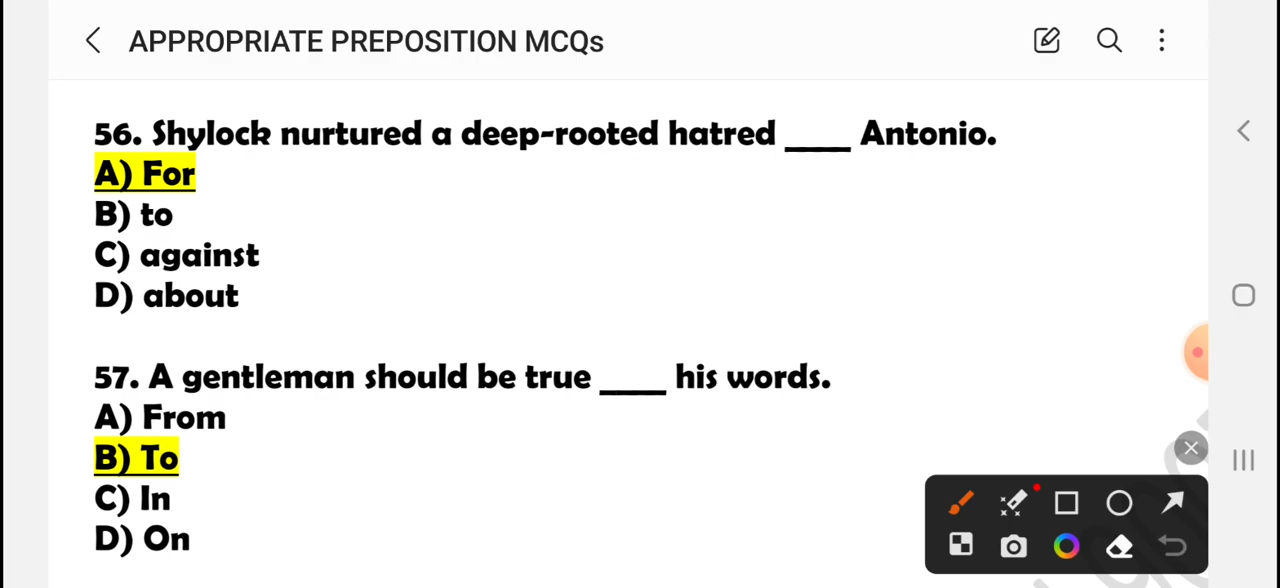 APPROPRIATE PREPOSITION MCQs
56. Shylock nurtured a deep-rooted hatred ____ Antonio.
A) For
B) to
C) against
D) about
57. A gentleman should be true ____ his words.
A) From
B) To
C) In
D) On